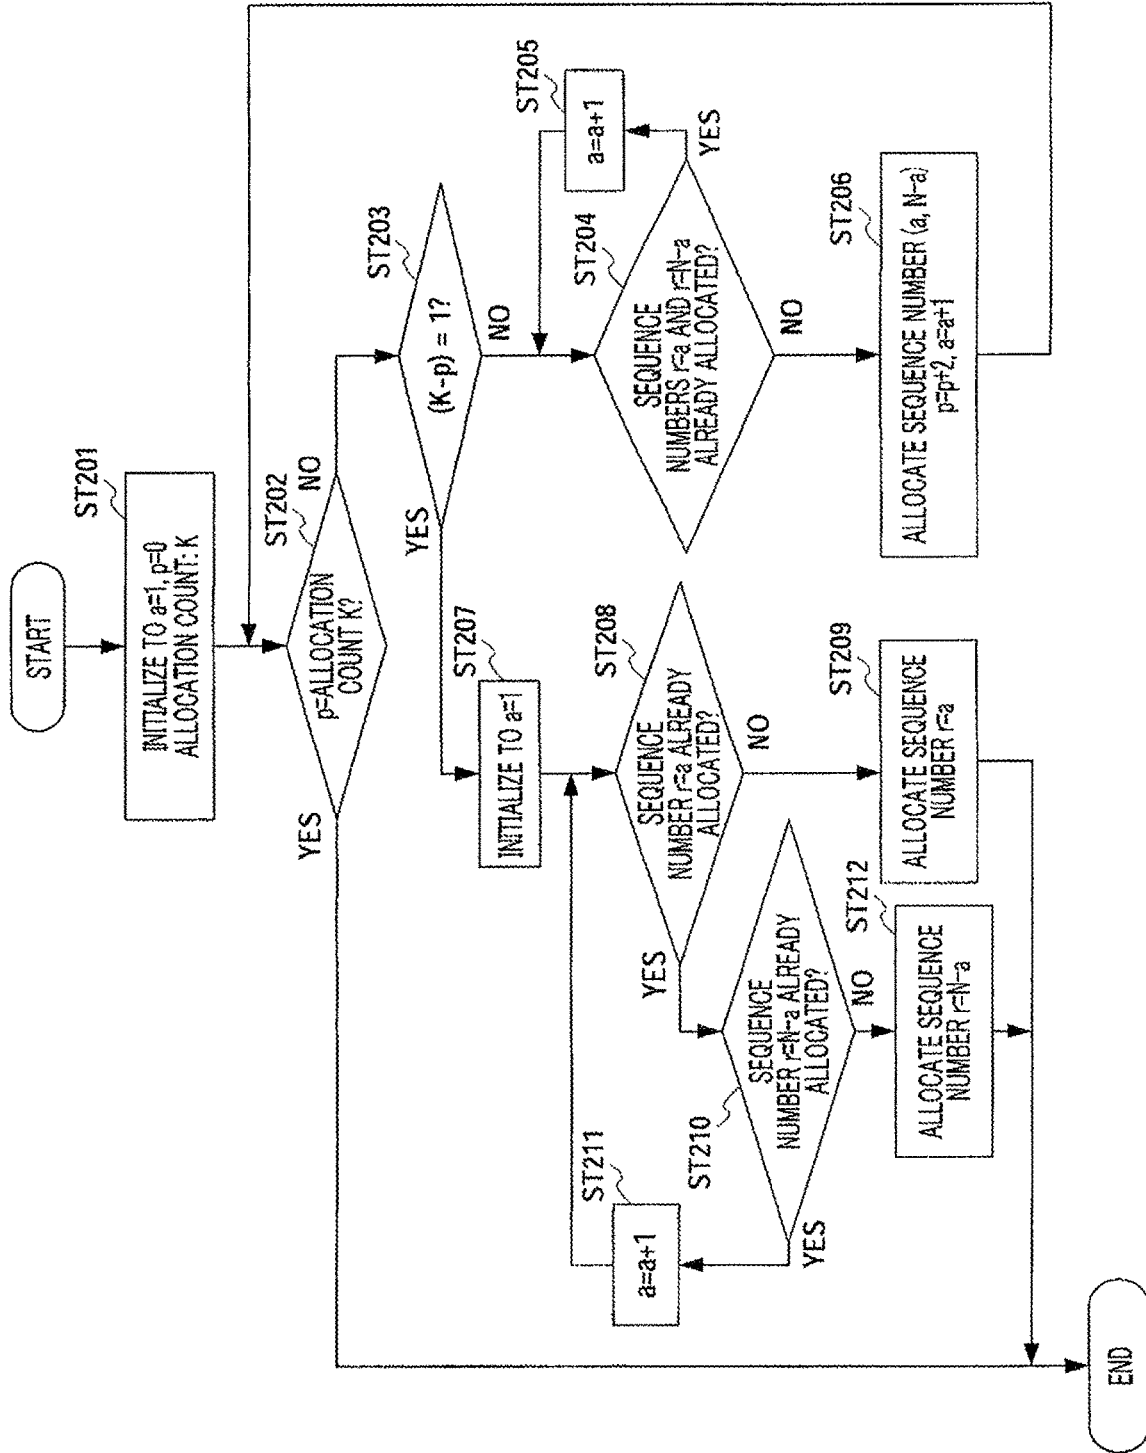 START
ST201
INITIALIZE TO a=1, p=0
ALLOCATION COUNT: K
ST202
p=ALLOCATION
COUNT K?
YES
NO
ST203
(K-p) = 1?
YES
NO
ST204
SEQUENCE
NUMBERS r=a AND r=N-a
ALREADY ALLOCATED?
YES
NO
ST205
a=a+1
ST206
ALLOCATE SEQUENCE NUMBER (a, N-a)
p=p+2, a=a+1
ST207
INITIALIZE TO a=1
ST208
SEQUENCE
NUMBER r=a ALREADY
ALLOCATED?
YES
NO
ST209
ALLOCATE SEQUENCE
NUMBER r=a
ST210
SEQUENCE
NUMBER r=N-a ALREADY
ALLOCATED?
YES
NO
ST211
a=a+1
ST212
ALLOCATE SEQUENCE
NUMBER r=N-a
END